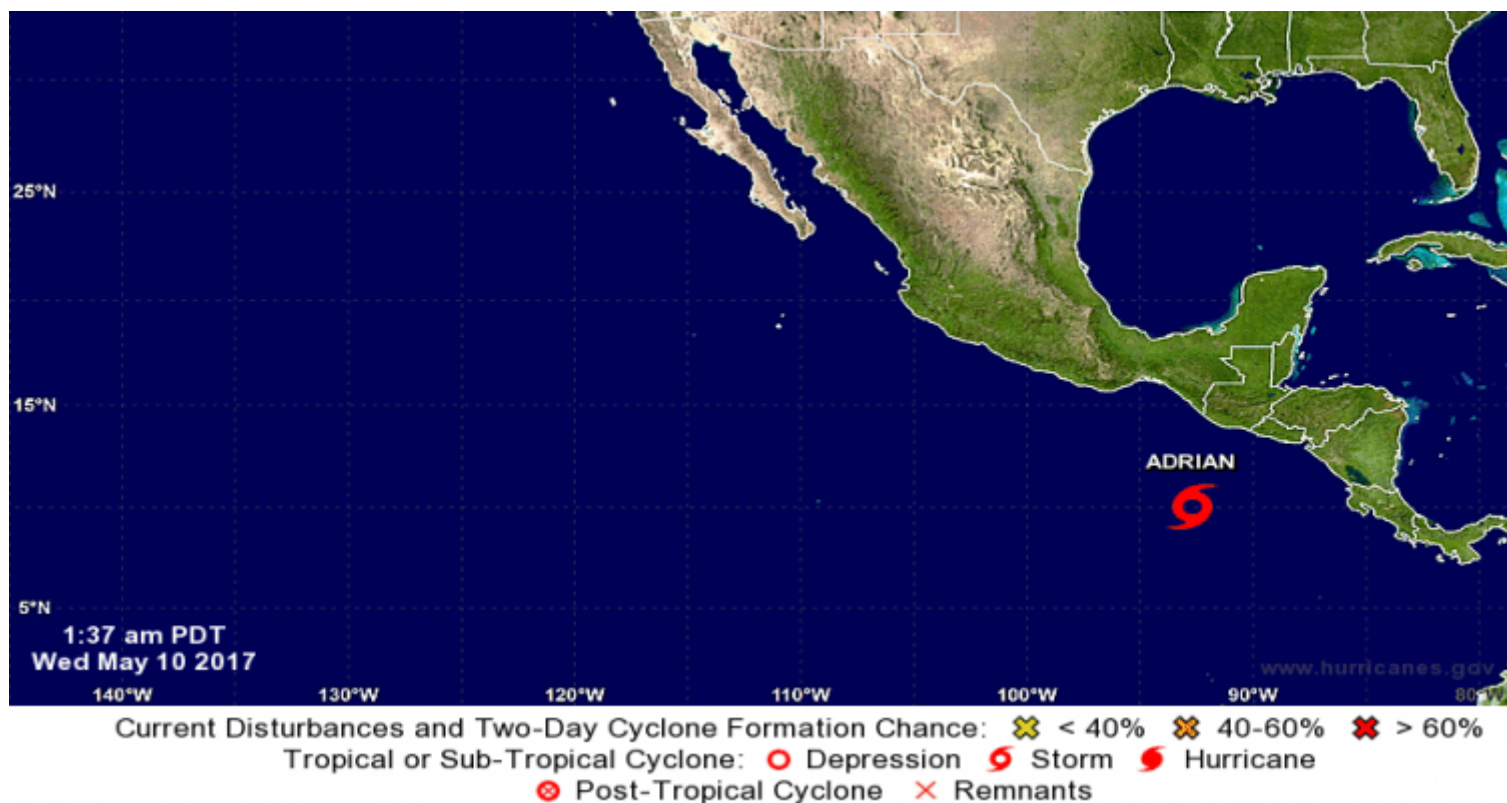 25°N
15°N
ADRIAN
5°N
1:37 am PDT
Wed May 10 2017
www.hurricanes.gov
140°W 130°W 120°W 110°W 100°W 90°W 80°W
Current Disturbances and Two-Day Cyclone Formation Chance: < 40% 40-60% > 60%
Tropical or Sub-Tropical Cyclone: Depression Storm Hurricane
Post-Tropical Cyclone Remnants